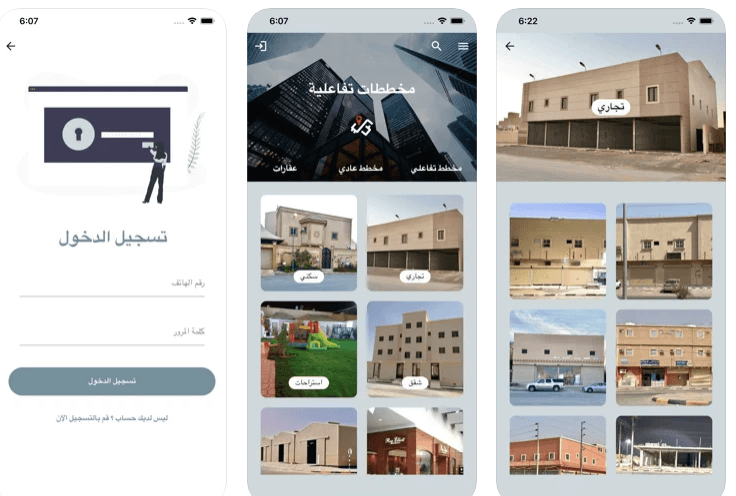 6:07
تسجيل الدخول
رقم الهاتف
كلمة المرور
تسجيل الدخول
ليس لديك حساب ؟ قم بالتسجيل الآن
6:07
مخططات تفاعلية
مخطط تفاعلي
مخطط عادي
عقارات
تجاري
سكني
شقق
استراحات
6:22
تجاري